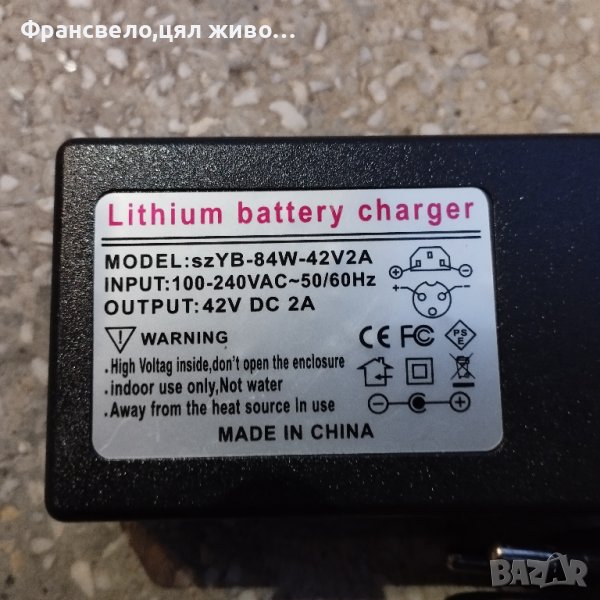 Франсвело,цял живо...
Lithium battery charger
MODEL:szYB-84W-42V2A
INPUT:100-240VAC~50/60Hz
OUTPUT:42V DC 2A
! WARNING
CE FC PS E
.High Voltag inside,don't open the enclosure
.indoor use only,Not water
.Away from the heat source In use
MADE IN CHINA
BAZAR